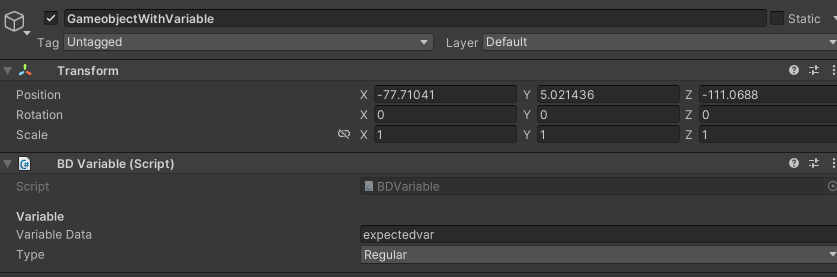 GameobjectWithVariable Static
Tag Untagged Layer Default
Transform
Position X -77.71041 Y 5.021436 Z -111.0688
Rotation X 0 Y 0 Z 0
Scale X 1 Y 1 Z 1
BD Variable (Script)
Script BDVariable
Variable
Variable Data expectedvar
Type Regular